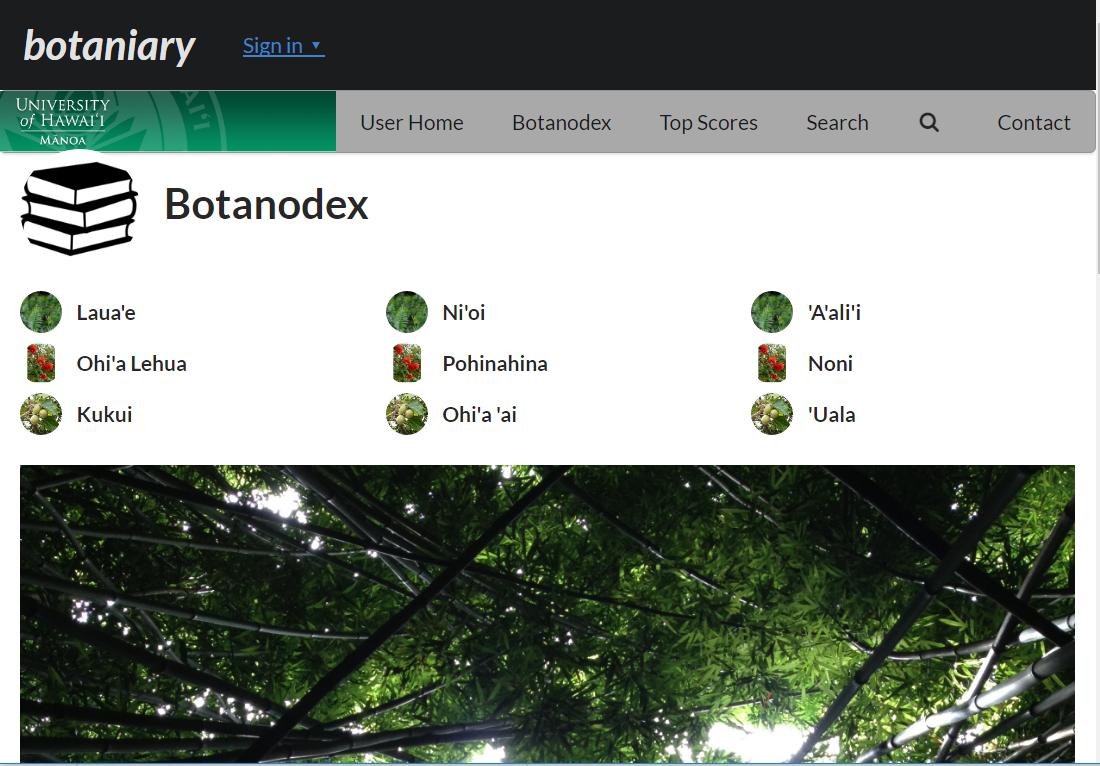 botaniary
Sign in
UNIVERSITY
of HAWAIʻI
MĀNOA
User Home
Botanodex
Top Scores
Search
Contact
Botanodex
Laua'e
Ni'oi
'A'ali'i
Ohi'a Lehua
Pohinahina
Noni
Kukui
Ohi'a 'ai
'Uala